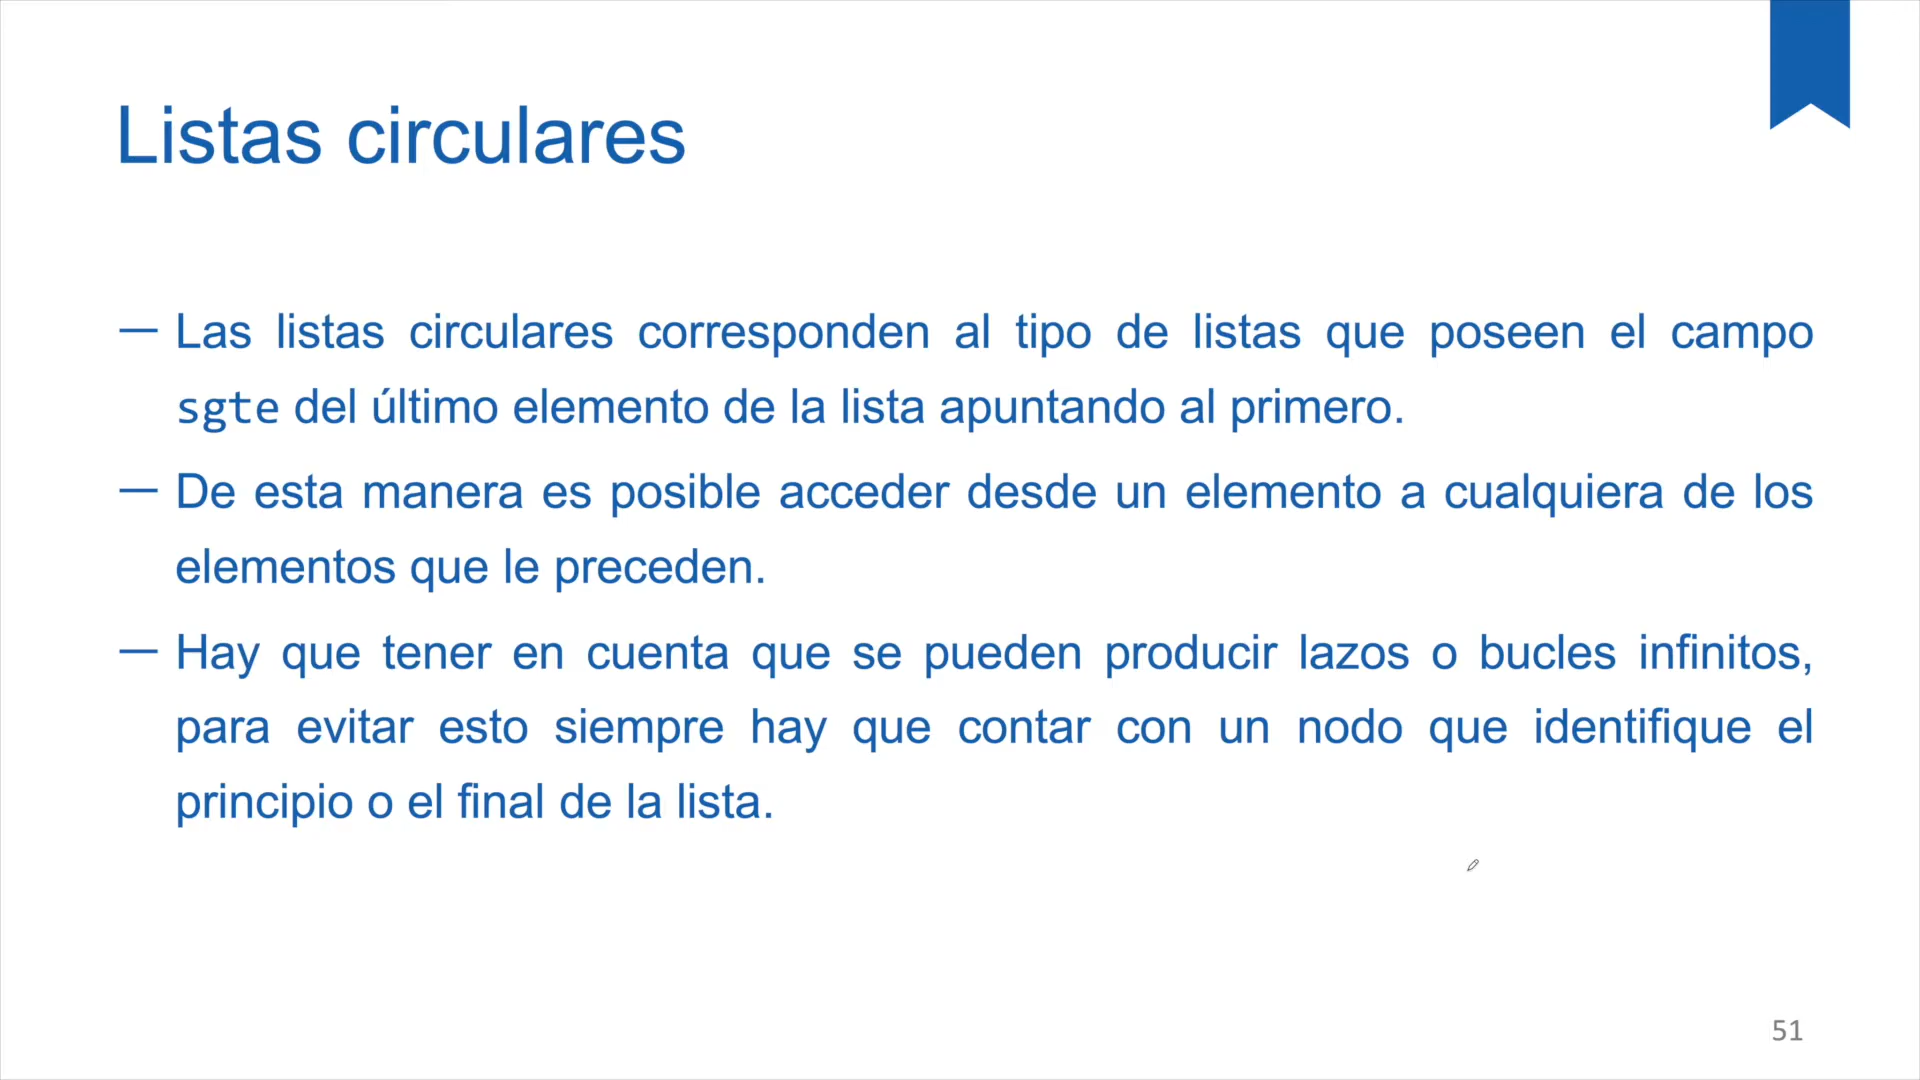 Listas circulares
— Las listas circulares corresponden al tipo de listas que poseen el campo
sgte del último elemento de la lista apuntando al primero.
— De esta manera es posible acceder desde un elemento a cualquiera de los
elementos que le preceden.
— Hay que tener en cuenta que se pueden producir lazos o bucles infinitos,
para evitar esto siempre hay que contar con un nodo que identifique el
principio o el final de la lista.
51